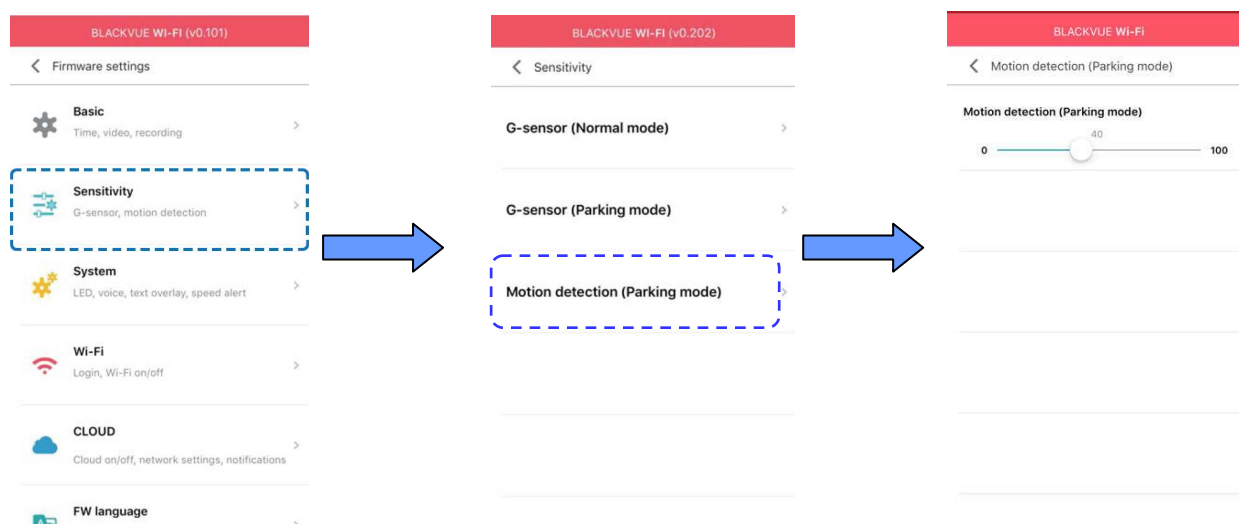 BLACKVUE WI-FI (v0.101)
Firmware settings
Basic
Time, video, recording
Sensitivity
G-sensor, motion detection
System
LED, voice, text overlay, speed alert
Wi-Fi
Login, Wi-Fi on/off
CLOUD
Cloud on/off, network settings, notifications
FW language
BLACKVUE WI-FI (v0.202)
Sensitivity
G-sensor (Normal mode)
G-sensor (Parking mode)
Motion detection (Parking mode)
BLACKVUE Wi-Fi
Motion detection (Parking mode)
Motion detection (Parking mode)
40
0 100